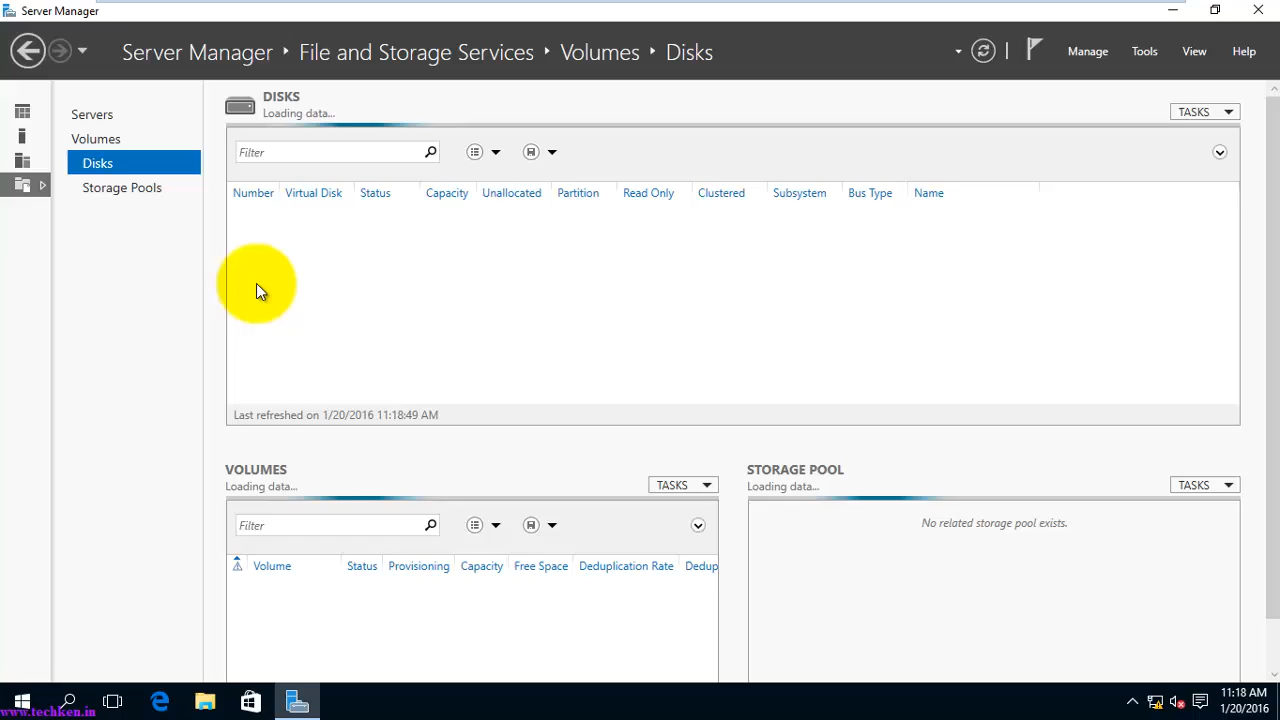 Server Manager
Server Manager ‣ File and Storage Services ‣ Volumes ‣ Disks
Manage Tools View Help
Servers
Volumes
Disks
Storage Pools
DISKS
Loading data...
TASKS
Filter
Number Virtual Disk Status Capacity Unallocated Partition Read Only Clustered Subsystem Bus Type Name
Last refreshed on 1/20/2016 11:18:49 AM
VOLUMES
Loading data...
TASKS
Filter
Volume Status Provisioning Capacity Free Space Deduplication Rate Dedup
STORAGE POOL
Loading data...
TASKS
No related storage pool exists.
www.techken.in
11:18 AM
1/20/2016